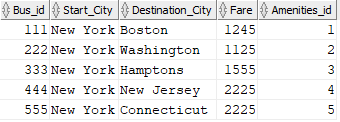 Bus_id Start_City Destination_City Fare Amenities_id
111 New York Boston 1245 1
222 New York Washington 1125 2
333 New York Hamptons 1555 3
444 New York New Jersey 2225 4
555 New York Connecticut 2225 5